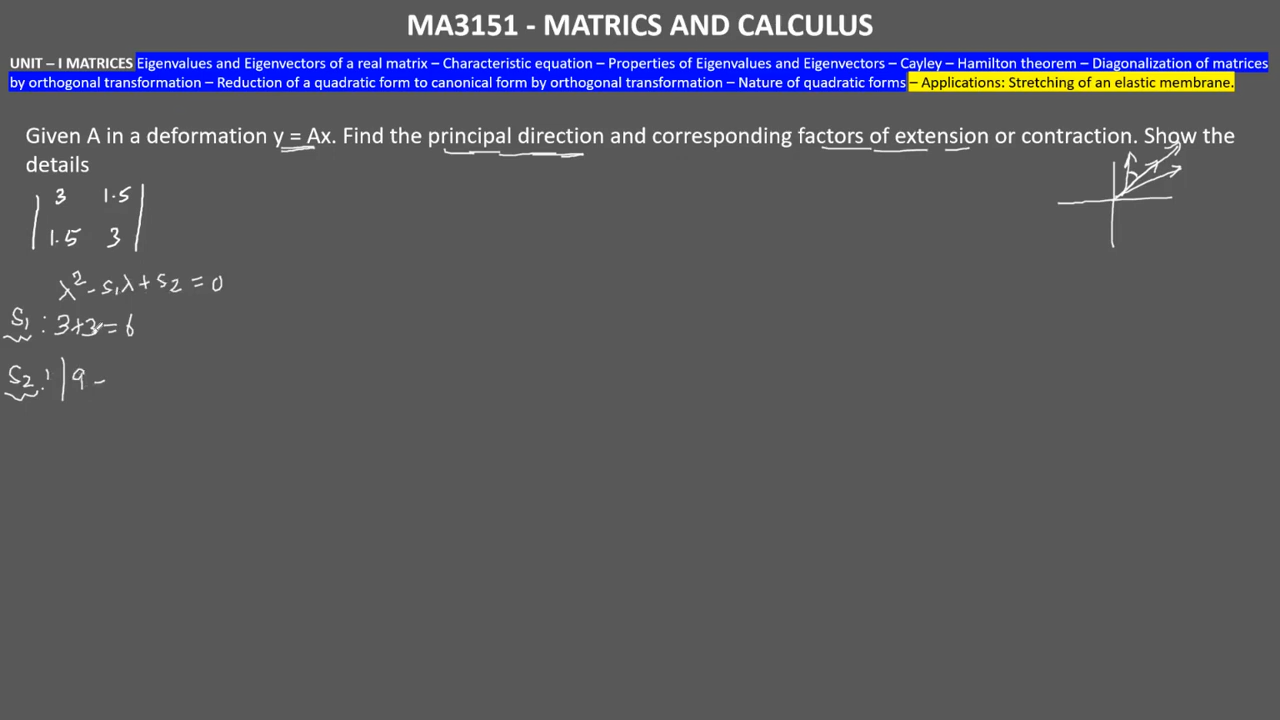 MA3151 - MATRICS AND CALCULUS
UNIT – I MATRICES Eigenvalues and Eigenvectors of a real matrix – Characteristic equation – Properties of Eigenvalues and Eigenvectors – Cayley – Hamilton theorem – Diagonalization of matrices
by orthogonal transformation – Reduction of a quadratic form to canonical form by orthogonal transformation – Nature of quadratic forms – Applications: Stretching of an elastic membrane.
Given A in a deformation y = Ax. Find the principal direction and corresponding factors of extension or contraction. Show the
details
| 3 1.5 |
| 1.5 3 |
λ² - S₁λ + S₂ = 0
S₁ : 3+3 = 6
S₂ : | 9 -